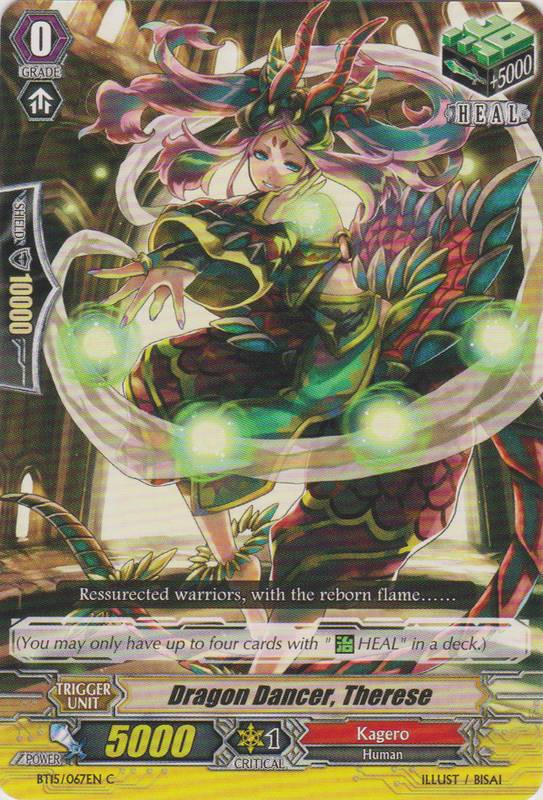 0
GRADE
治
+5000
HEAL
SHIELD
10000
Ressurected warriors, with the reborn flame……
(You may only have up to four cards with " 治 HEAL" in a deck.)
TRIGGER
UNIT
Dragon Dancer, Therese
POWER
5000
1
CRITICAL
Kagero
Human
BT15/067EN C
ILLUST / BISAI